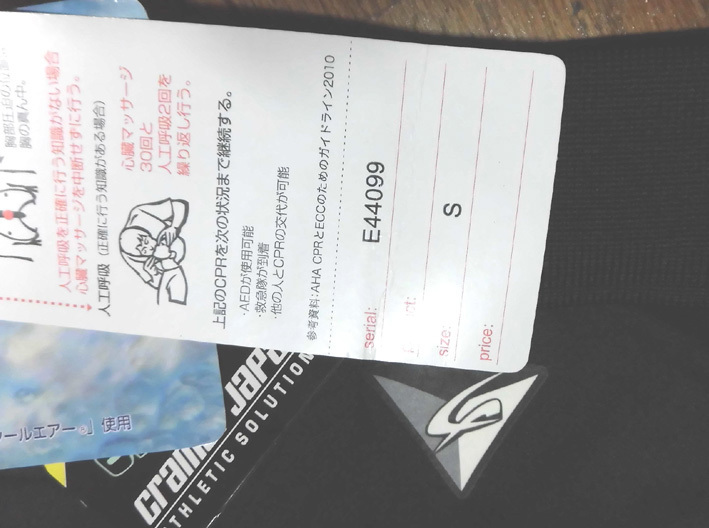 胸の真ん中。
人工呼吸を正確に行う知識がない場合
心臓マッサージを中断せずに行う。
人工呼吸（正確に行う知識がある場合）
心臓マッサージ
30回と
人工呼吸2回を
繰り返し行う。
上記のCPRを次の状況まで継続する。
・AEDが使用可能
・救急隊が到着
・他の人とCPRの交代が可能
参考資料：AHA CPRとECCのためのガイドライン2010
serial: E44099
size: S
price:
ールエアー 』使用
JAPA
THLETIC SOLUTION